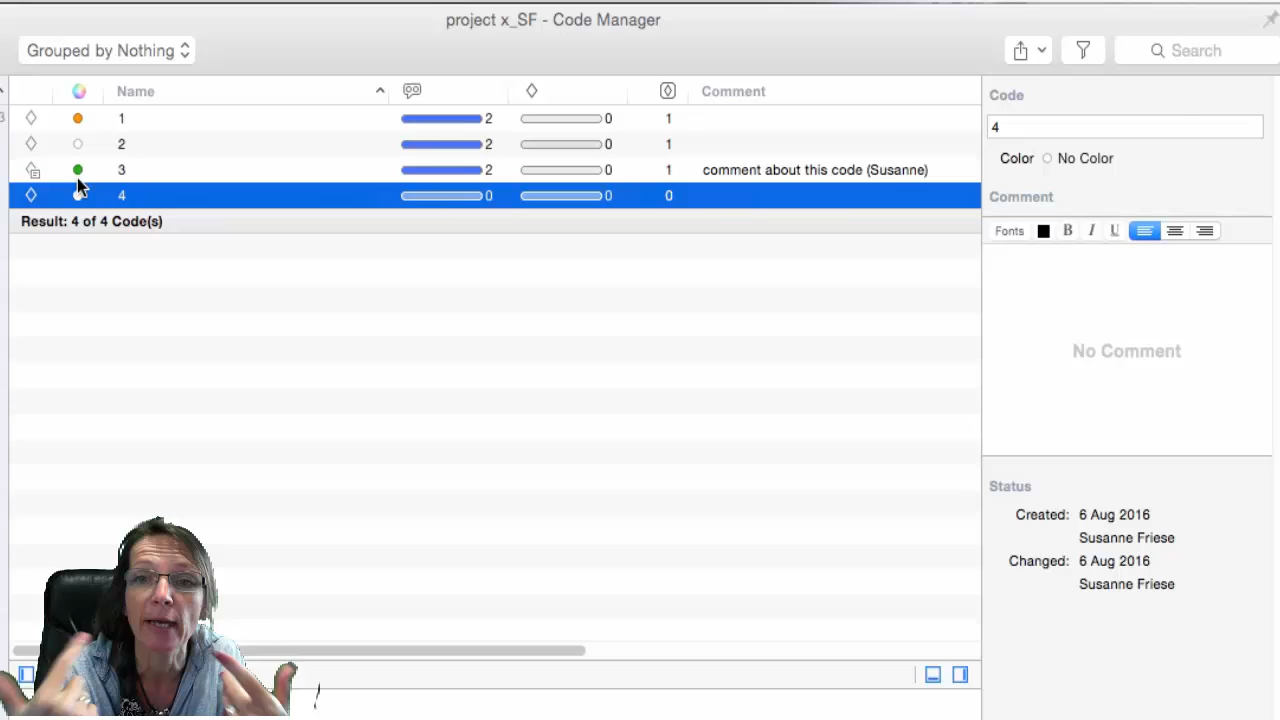 project x_SF - Code Manager
Grouped by Nothing
Search
Name Comment
1 2 0 1
2 2 0 1
3 2 0 1 comment about this code (Susanne)
4 0 0 0
Result: 4 of 4 Code(s)
Code
4
Color No Color
Comment
Fonts B I U
No Comment
Status
Created: 6 Aug 2016
Susanne Friese
Changed: 6 Aug 2016
Susanne Friese